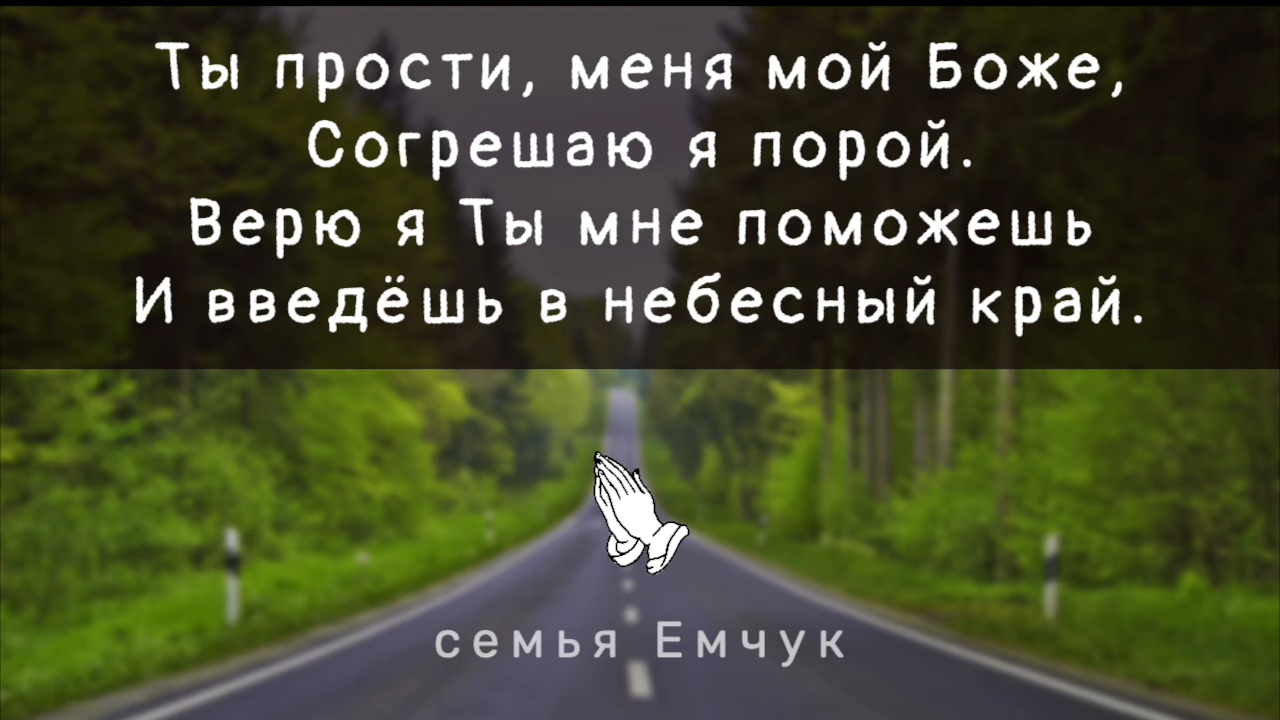 Ты прости, меня мой Боже,
Согрешаю я порой.
Верю я Ты мне поможешь
И введёшь в небесный край.
семья Емчук